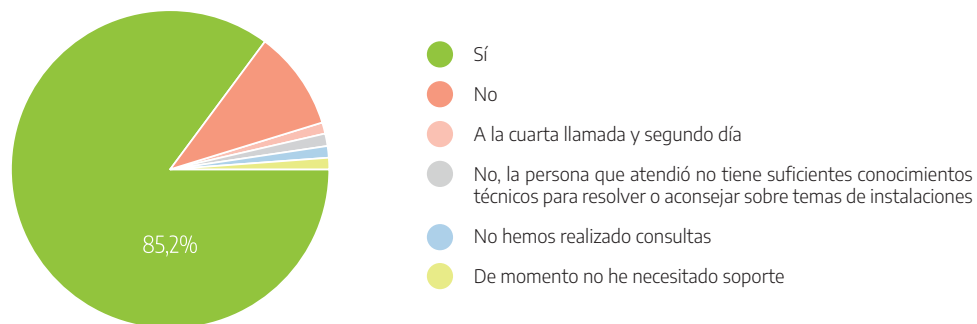 Sí
No
A la cuarta llamada y segundo día
No, la persona que atendió no tiene suficientes conocimientos
técnicos para resolver o aconsejar sobre temas de instalaciones
No hemos realizado consultas
De momento no he necesitado soporte
85,2%